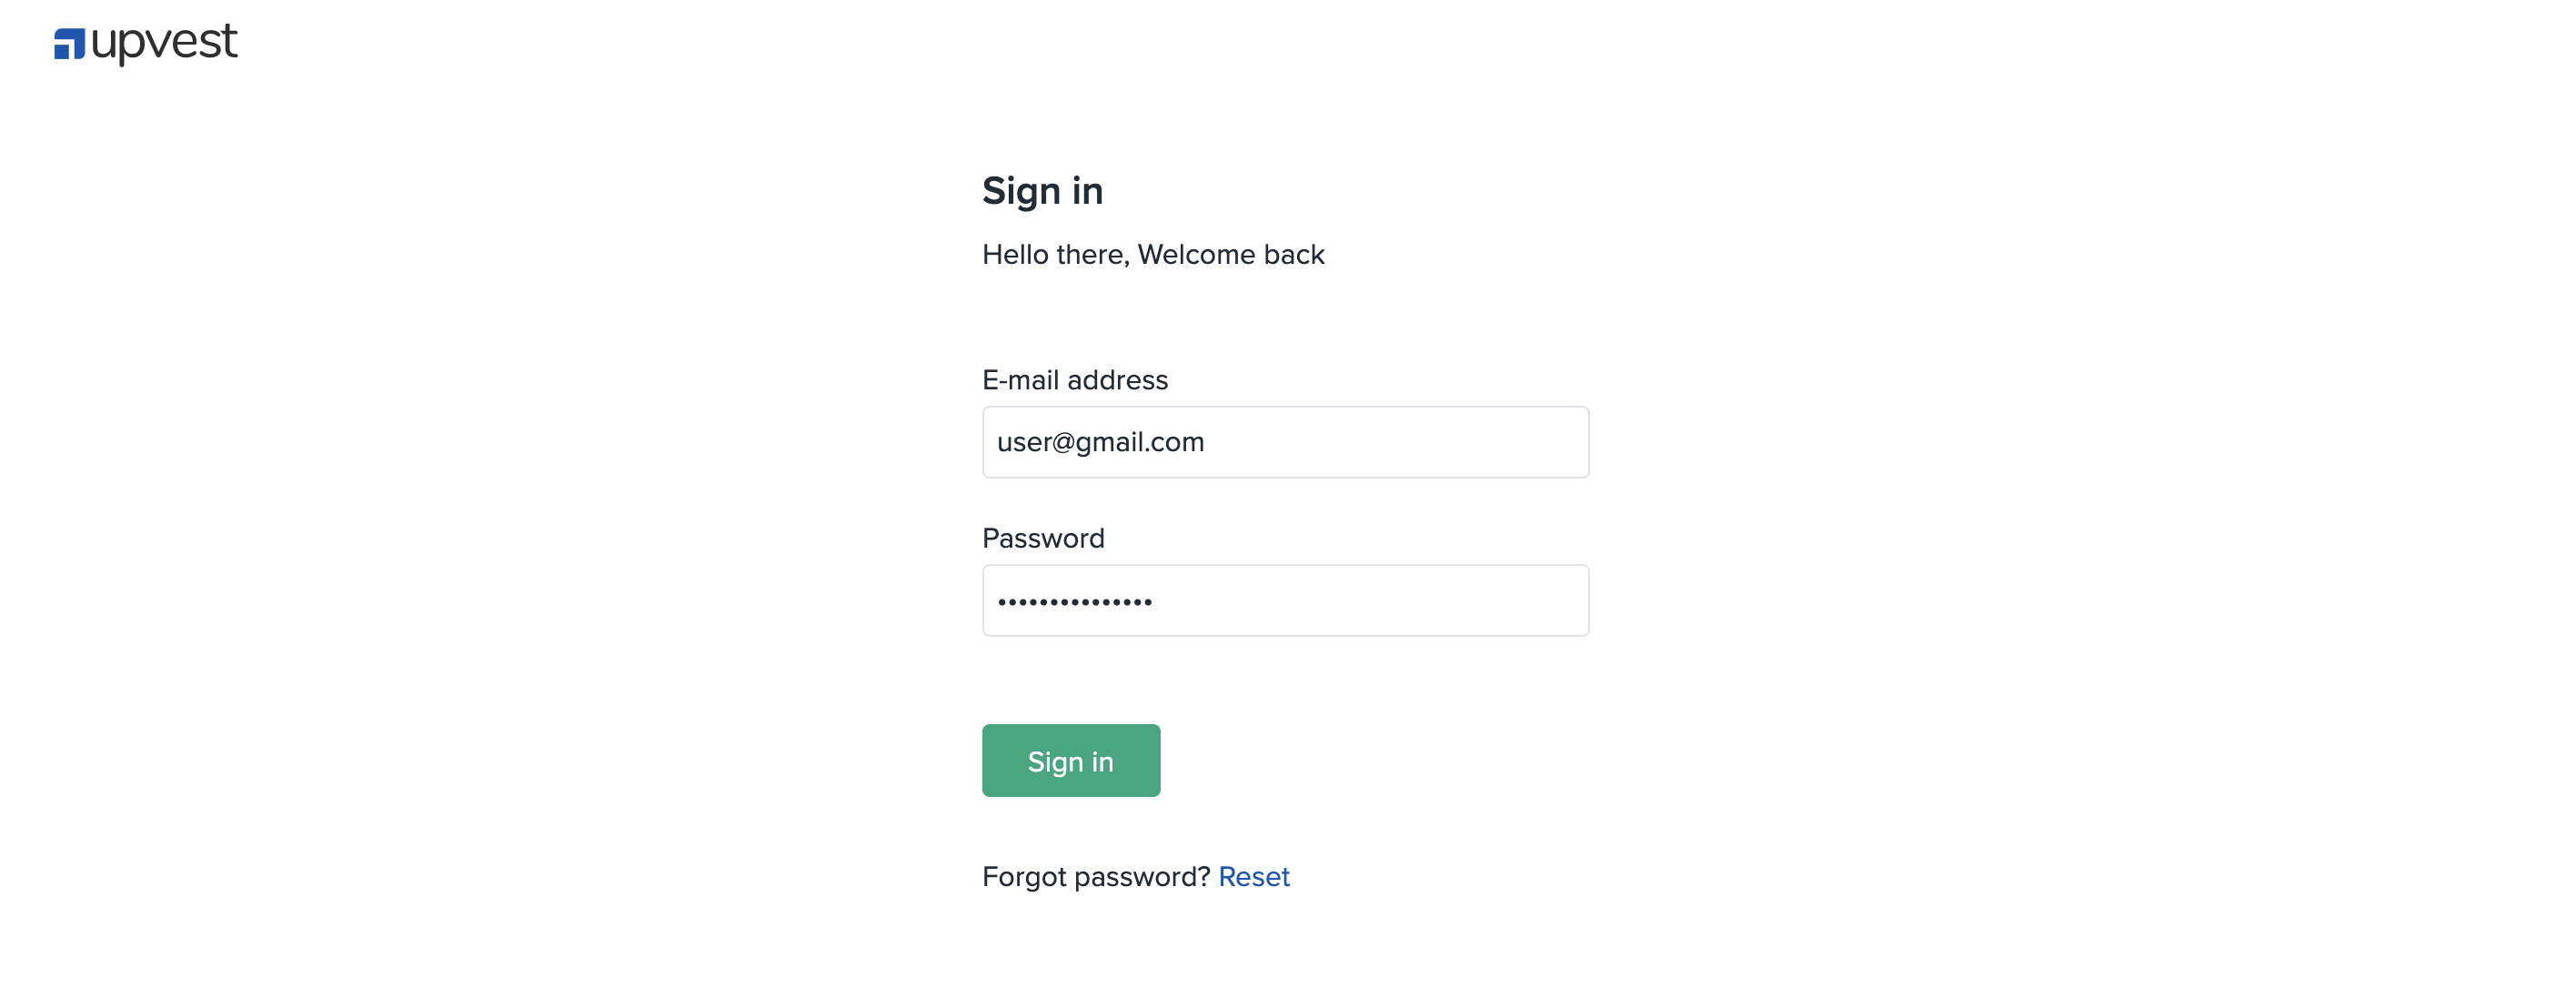 upvest
Sign in
Hello there, Welcome back
E-mail address
user@gmail.com
Password
•••••••••••••••
Sign in
Forgot password? Reset